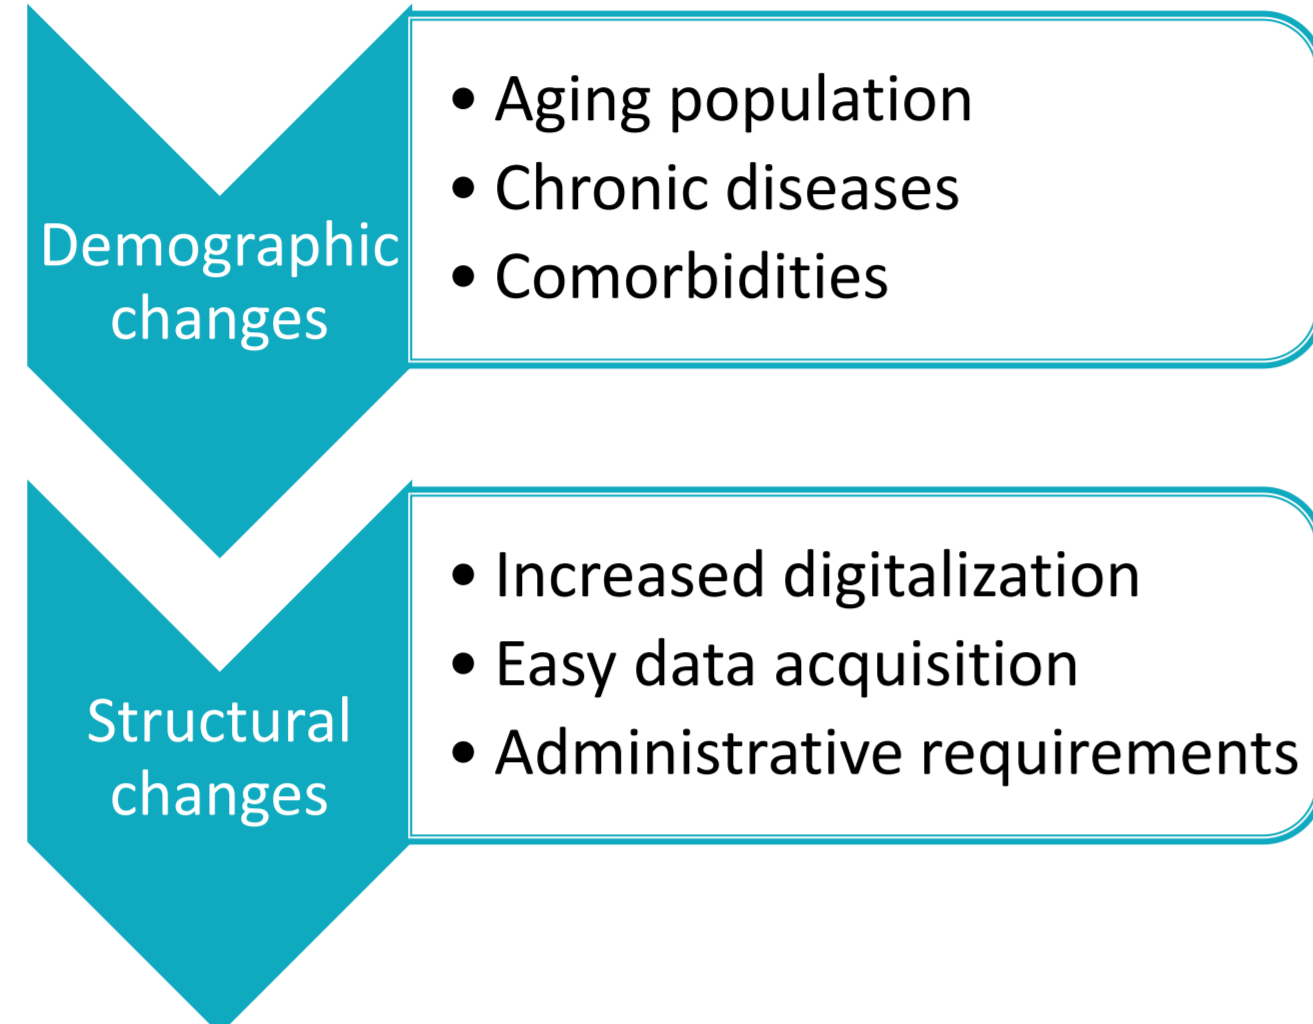 Demographic
changes
• Aging population
• Chronic diseases
• Comorbidities
Structural
changes
• Increased digitalization
• Easy data acquisition
• Administrative requirements